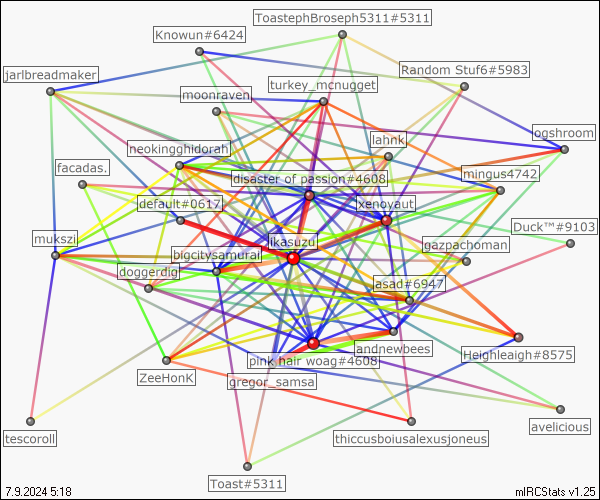 ToastephBroseph5311#5311
Knowun#6424
Random Stuf6#5983
jarlbreadmaker
turkey_mcnugget
moonraven
ogshroom
lahnk
neokingghidorah
facadas.
disaster of passion#4608
mingus4742
default#0617
xenoyaut
Duck™#9103
mukszi
likasuzu
gazpachoman
bigcitysamurai
doggerdig
asad#6947
andnewbees
Heighleaigh#8575
pink hair woag#4608
ZeeHonK
gregor_samsa
avelicious
tescoroll
thiccusboiusalexusjoneus
Toast#5311
7.9.2024 5:18
mIRCStats v1.25